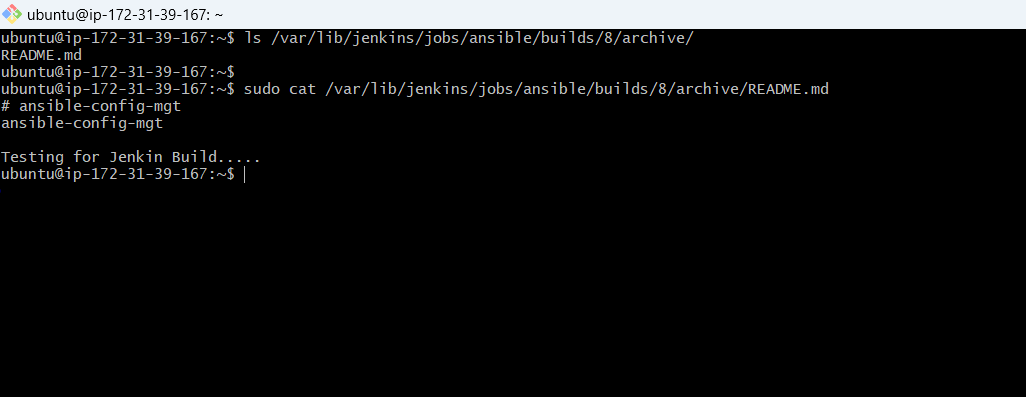 ubuntu@ip-172-31-39-167: ~
ubuntu@ip-172-31-39-167:~$ ls /var/lib/jenkins/jobs/ansible/builds/8/archive/
README.md
ubuntu@ip-172-31-39-167:~$
ubuntu@ip-172-31-39-167:~$ sudo cat /var/lib/jenkins/jobs/ansible/builds/8/archive/README.md
# ansible-config-mgt
ansible-config-mgt
Testing for Jenkin Build.....
ubuntu@ip-172-31-39-167:~$